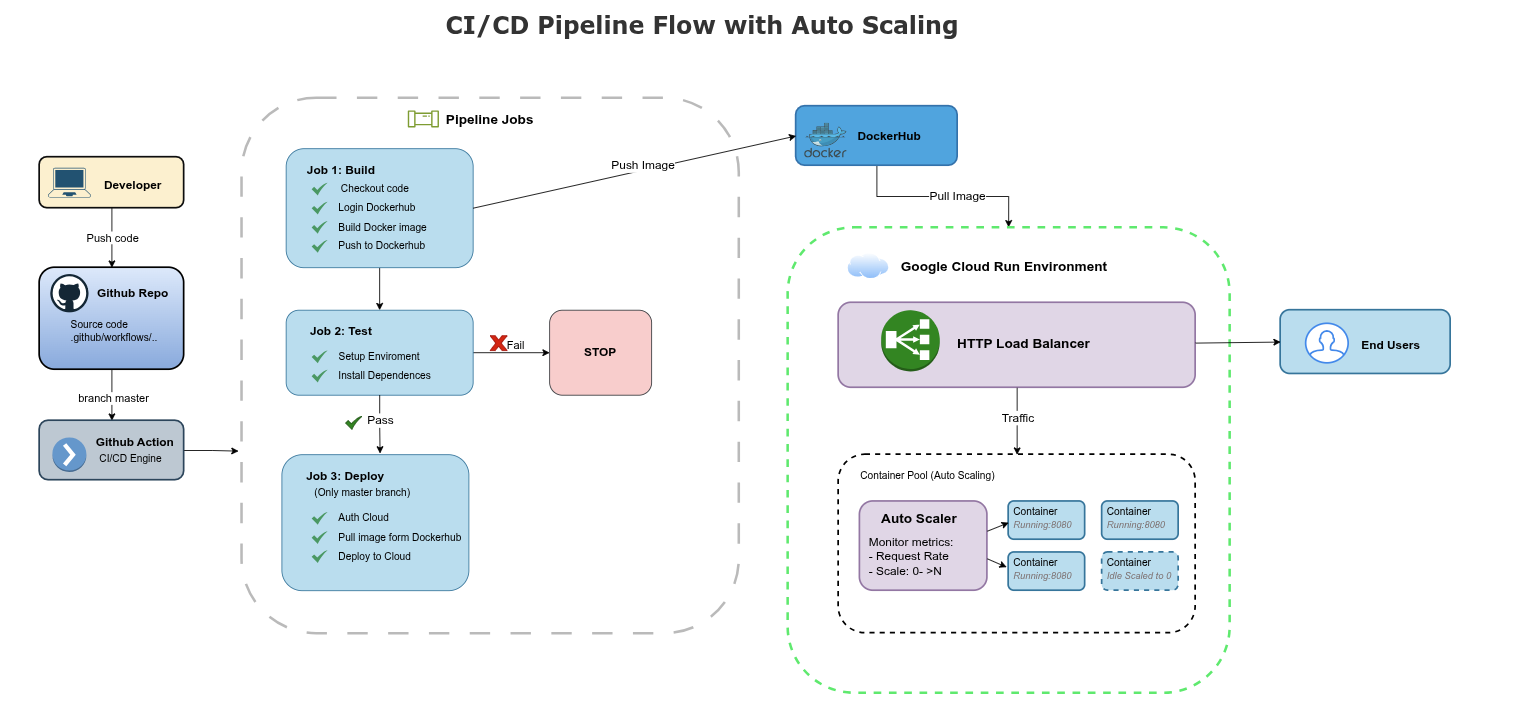 CI/CD Pipeline Flow with Auto Scaling
Developer
Push code
Github Repo
Source code
.github/workflows/..
branch master
Github Action
CI/CD Engine
Pipeline Jobs
Job 1: Build
Checkout code
Login Dockerhub
Build Docker image
Push to Dockerhub
Push Image
Job 2: Test
Setup Enviroment
Install Dependences
Fail
STOP
Pass
Job 3: Deploy
(Only master branch)
Auth Cloud
Pull image form Dockerhub
Deploy to Cloud
docker
DockerHub
Pull Image
Google Cloud Run Environment
HTTP Load Balancer
End Users
Traffic
Container Pool (Auto Scaling)
Auto Scaler
Monitor metrics:
- Request Rate
- Scale: 0- >N
Container
Running:8080
Container
Running:8080
Container
Running:8080
Container
Idle Scaled to 0